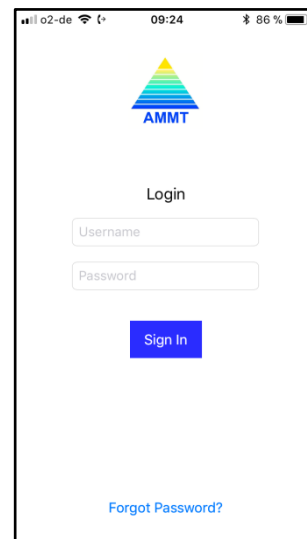 o2-de 09:24 86 %
AMMT
Login
Username
Password
Sign In
Forgot Password?